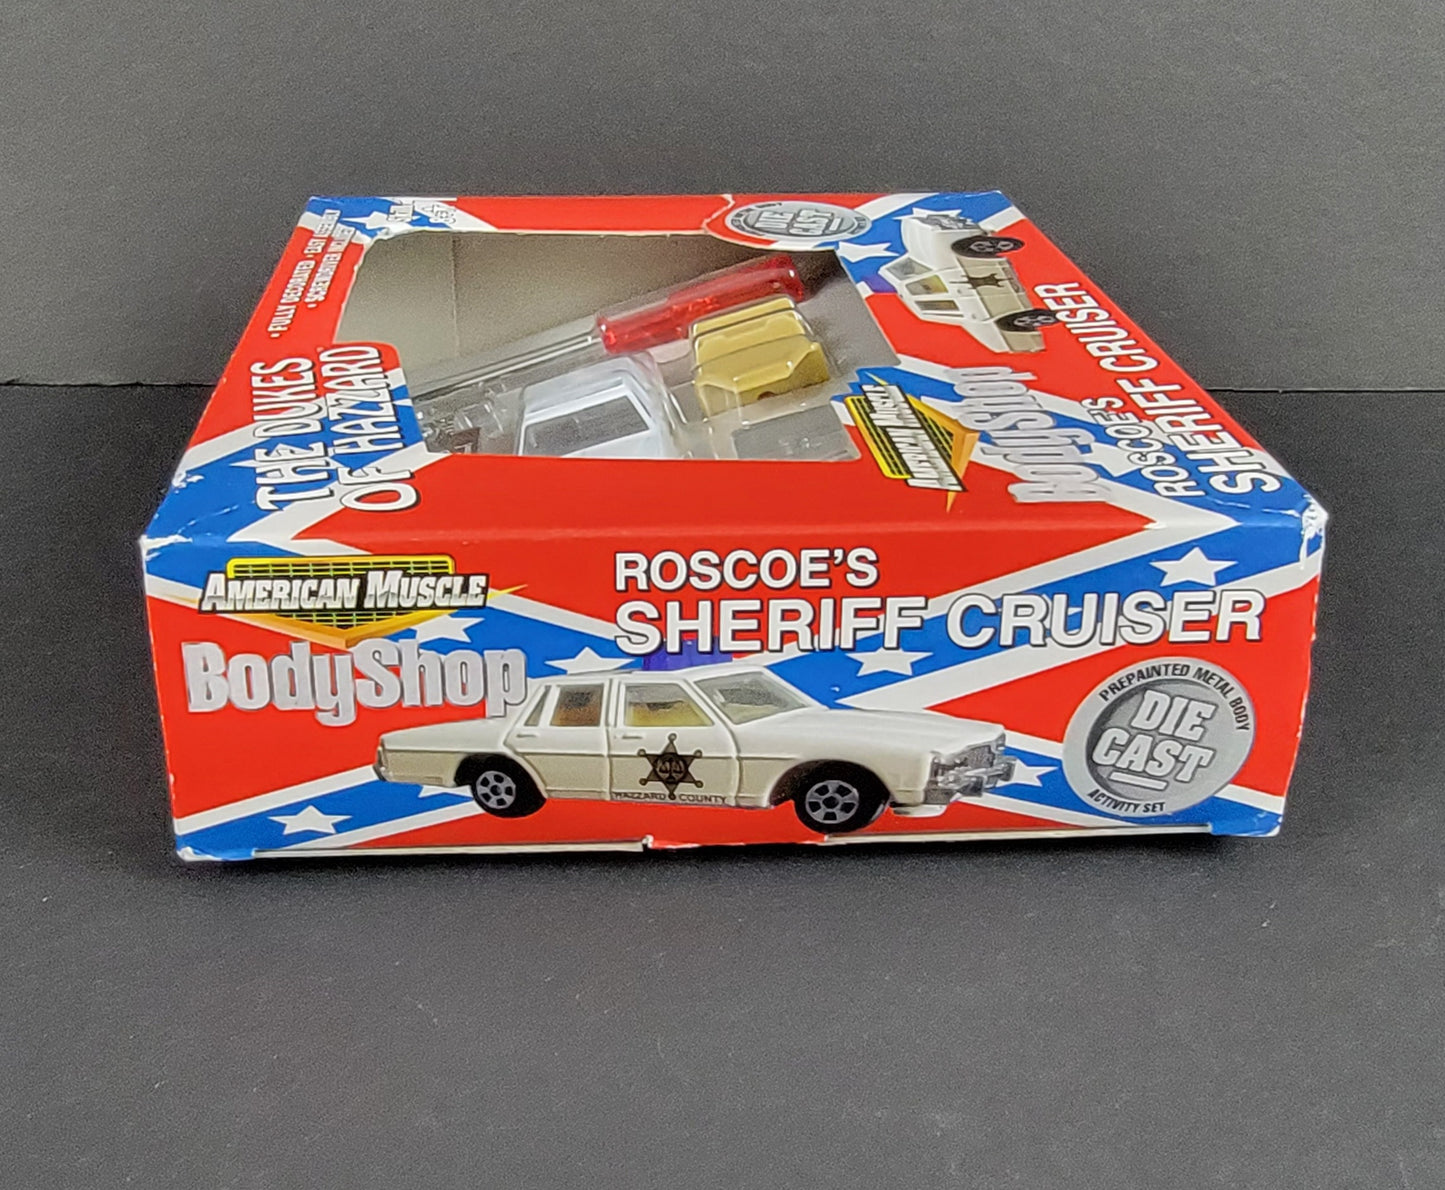 • FULLY DECORATED • EASY ASSEMBLY
• SCREWDRIVER INCLUDED
THE DUKES
OF HAZZARD
DIE
CAST
AMERICAN MUSCLE
BodyShop
ROSCOE'S
SHERIFF CRUISER
AMERICAN MUSCLE
BodyShop
ROSCOE'S
SHERIFF CRUISER
HAZZARD COUNTY
PREPAINTED METAL BODY
DIE
CAST
ACTIVITY SET